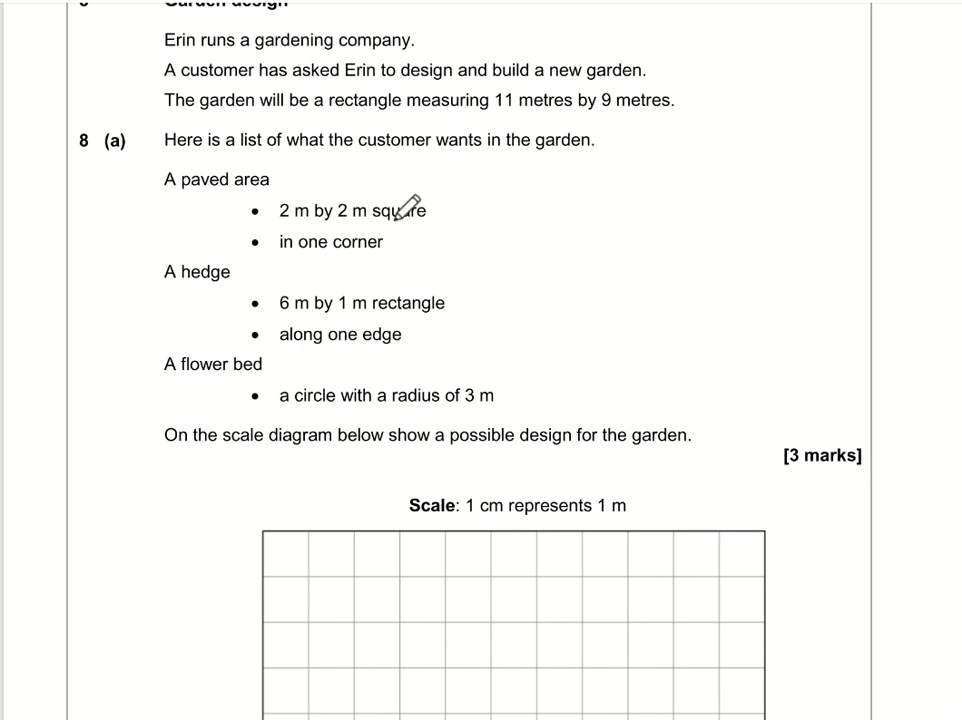 Garden design
Erin runs a gardening company.
A customer has asked Erin to design and build a new garden.
The garden will be a rectangle measuring 11 metres by 9 metres.
8 (a) Here is a list of what the customer wants in the garden.
A paved area
• 2 m by 2 m square
• in one corner
A hedge
• 6 m by 1 m rectangle
• along one edge
A flower bed
• a circle with a radius of 3 m
On the scale diagram below show a possible design for the garden.
[3 marks]
Scale: 1 cm represents 1 m